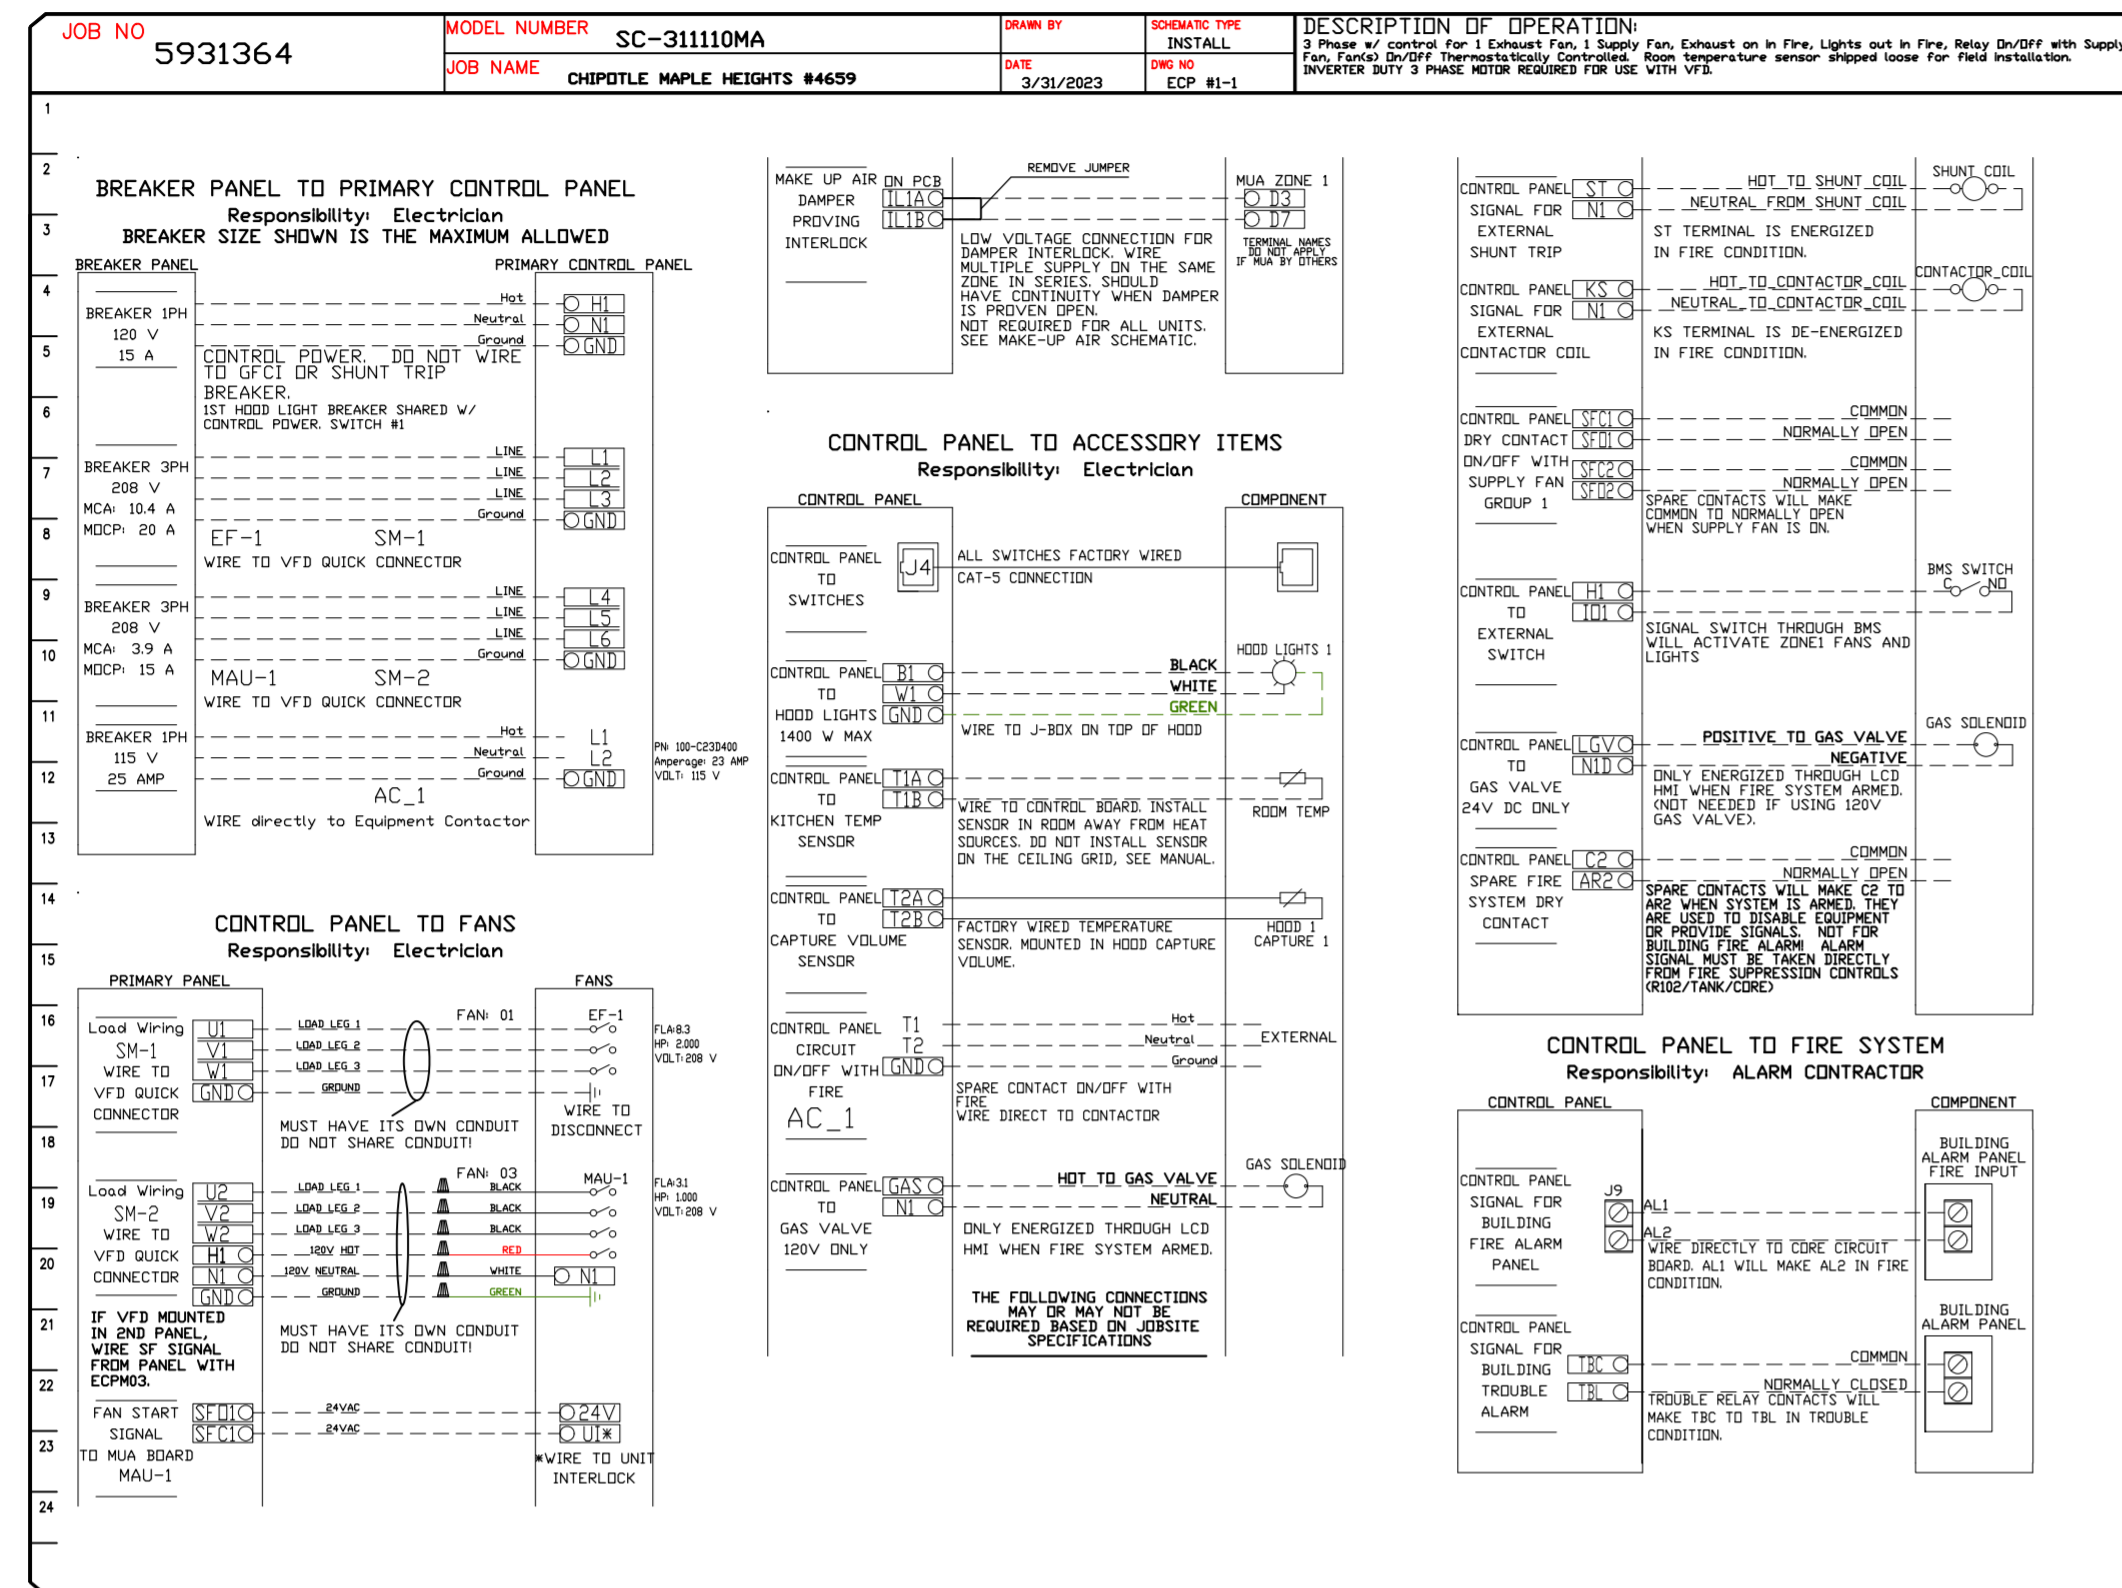 JOB NO
5931364
MODEL NUMBER
SC-311110MA
JOB NAME
CHIPOTLE MAPLE HEIGHTS #4659
DRAWN BY
SCHEMATIC TYPE
INSTALL
DATE
3/31/2023
DWG NO
ECP #1-1
DESCRIPTION OF OPERATION:
3 Phase w/ control for 1 Exhaust Fan, 1 Supply Fan, Exhaust on in Fire, Lights out in Fire, Relay On/Off with Supply
Fan, Fan(s) On/Off Thermostatically Controlled. Room temperature sensor shipped loose for field installation.
INVERTER DUTY 3 PHASE MOTOR REQUIRED FOR USE WITH VFD.
1
2
3
4
5
6
7
8
9
10
11
12
13
14
15
16
17
18
19
20
21
22
23
24
BREAKER PANEL TO PRIMARY CONTROL PANEL
Responsibility: Electrician
BREAKER SIZE SHOWN IS THE MAXIMUM ALLOWED
BREAKER PANEL
PRIMARY CONTROL PANEL
BREAKER 1PH
120 V
15 A
Hot
H1
Neutral
N1
Ground
GND
CONTROL POWER. DO NOT WIRE
TO GFCI OR SHUNT TRIP
BREAKER.
1ST HOOD LIGHT BREAKER SHARED W/
CONTROL POWER. SWITCH #1
BREAKER 3PH
208 V
MCA: 10.4 A
MOCP: 20 A
LINE
L1
LINE
L2
LINE
L3
Ground
GND
EF-1
SM-1
WIRE TO VFD QUICK CONNECTOR
BREAKER 3PH
208 V
MCA: 3.9 A
MOCP: 15 A
LINE
L4
LINE
L5
LINE
L6
Ground
GND
MAU-1
SM-2
WIRE TO VFD QUICK CONNECTOR
BREAKER 1PH
115 V
25 AMP
Hot
L1
Neutral
L2
Ground
GND
PN: 100-C23D400
Amperage: 23 AMP
VOLT: 115 V
AC_1
WIRE directly to Equipment Contactor
CONTROL PANEL TO FANS
Responsibility: Electrician
PRIMARY PANEL
FANS
Load Wiring
SM-1
WIRE TO
VFD QUICK
CONNECTOR
U1
V1
W1
GND
LOAD LEG 1
LOAD LEG 2
LOAD LEG 3
GROUND
FAN: 01
EF-1
FLA:8.3
HP: 2.000
VOLT:208 V
WIRE TO
DISCONNECT
MUST HAVE ITS OWN CONDUIT
DO NOT SHARE CONDUIT!
Load Wiring
SM-2
WIRE TO
VFD QUICK
CONNECTOR
U2
V2
W2
H1
N1
GND
LOAD LEG 1
LOAD LEG 2
LOAD LEG 3
120V HOT
120V NEUTRAL
GROUND
FAN: 03
BLACK
BLACK
BLACK
RED
WHITE
GREEN
MAU-1
N1
FLA:3.1
HP: 1.000
VOLT:208 V
IF VFD MOUNTED
IN 2ND PANEL,
WIRE SF SIGNAL
FROM PANEL WITH
ECPM03.
MUST HAVE ITS OWN CONDUIT
DO NOT SHARE CONDUIT!
FAN START
SIGNAL
TO MUA BOARD
MAU-1
SFO1
SFC1
24VAC
24VAC
24V
UI*
*WIRE TO UNIT
INTERLOCK
MAKE UP AIR
DAMPER
PROVING
INTERLOCK
ON PCB
IL1A
IL1B
REMOVE JUMPER
MUA ZONE 1
D3
D7
TERMINAL NAMES
DO NOT APPLY
IF MUA BY OTHERS
LOW VOLTAGE CONNECTION FOR
DAMPER INTERLOCK. WIRE
MULTIPLE SUPPLY ON THE SAME
ZONE IN SERIES. SHOULD
HAVE CONTINUITY WHEN DAMPER
IS PROVEN OPEN.
NOT REQUIRED FOR ALL UNITS.
SEE MAKE-UP AIR SCHEMATIC.
CONTROL PANEL TO ACCESSORY ITEMS
Responsibility: Electrician
CONTROL PANEL
COMPONENT
CONTROL PANEL
TO
SWITCHES
J4
ALL SWITCHES FACTORY WIRED
CAT-5 CONNECTION
CONTROL PANEL
TO
HOOD LIGHTS
1400 W MAX
B1
W1
GND
BLACK
WHITE
GREEN
HOOD LIGHTS 1
WIRE TO J-BOX ON TOP OF HOOD
CONTROL PANEL
TO
KITCHEN TEMP
SENSOR
T1A
T1B
ROOM TEMP
WIRE TO CONTROL BOARD. INSTALL
SENSOR IN ROOM AWAY FROM HEAT
SOURCES. DO NOT INSTALL SENSOR
ON THE CEILING GRID, SEE MANUAL.
CONTROL PANEL
TO
CAPTURE VOLUME
SENSOR
T2A
T2B
HOOD 1
CAPTURE 1
FACTORY WIRED TEMPERATURE
SENSOR. MOUNTED IN HOOD CAPTURE
VOLUME.
CONTROL PANEL
CIRCUIT
ON/OFF WITH
FIRE
AC_1
T1
T2
GND
Hot
Neutral
Ground
EXTERNAL
SPARE CONTACT ON/OFF WITH
FIRE
WIRE DIRECT TO CONTACTOR
CONTROL PANEL
TO
GAS VALVE
120V ONLY
GAS
N1
HOT TO GAS VALVE
NEUTRAL
GAS SOLENOID
ONLY ENERGIZED THROUGH LCD
HMI WHEN FIRE SYSTEM ARMED.
THE FOLLOWING CONNECTIONS
MAY OR MAY NOT BE
REQUIRED BASED ON JOBSITE
SPECIFICATIONS
CONTROL PANEL
SIGNAL FOR
EXTERNAL
SHUNT TRIP
ST
N1
HOT TO SHUNT COIL
NEUTRAL FROM SHUNT COIL
SHUNT COIL
ST TERMINAL IS ENERGIZED
IN FIRE CONDITION.
CONTROL PANEL
SIGNAL FOR
EXTERNAL
CONTACTOR COIL
KS
N1
HOT TO CONTACTOR COIL
NEUTRAL TO CONTACTOR COIL
CONTACTOR COIL
KS TERMINAL IS DE-ENERGIZED
IN FIRE CONDITION.
CONTROL PANEL
DRY CONTACT
ON/OFF WITH
SUPPLY FAN
GROUP 1
SFC1
SFO1
SFC2
SFO2
COMMON
NORMALLY OPEN
COMMON
NORMALLY OPEN
SPARE CONTACTS WILL MAKE
COMMON TO NORMALLY OPEN
WHEN SUPPLY FAN IS ON.
CONTROL PANEL
TO
EXTERNAL
SWITCH
H1
IO1
BMS SWITCH
C
NO
SIGNAL SWITCH THROUGH BMS
WILL ACTIVATE ZONE1 FANS AND
LIGHTS
CONTROL PANEL
TO
GAS VALVE
24V DC ONLY
LGV
N1D
POSITIVE TO GAS VALVE
NEGATIVE
GAS SOLENOID
ONLY ENERGIZED THROUGH LCD
HMI WHEN FIRE SYSTEM ARMED.
(NOT NEEDED IF USING 120V
GAS VALVE).
CONTROL PANEL
SPARE FIRE
SYSTEM DRY
CONTACT
C2
AR2
COMMON
NORMALLY OPEN
SPARE CONTACTS WILL MAKE C2 TO
AR2 WHEN SYSTEM IS ARMED. THEY
ARE USED TO DISABLE EQUIPMENT
OR PROVIDE SIGNALS. NOT FOR
BUILDING FIRE ALARM! ALARM
SIGNAL MUST BE TAKEN DIRECTLY
FROM FIRE SUPPRESSION CONTROLS
(R102/TANK/CORE)
CONTROL PANEL TO FIRE SYSTEM
Responsibility: ALARM CONTRACTOR
CONTROL PANEL
COMPONENT
CONTROL PANEL
SIGNAL FOR
BUILDING
FIRE ALARM
PANEL
J9
AL1
AL2
BUILDING
ALARM PANEL
FIRE INPUT
WIRE DIRECTLY TO CORE CIRCUIT
BOARD. AL1 WILL MAKE AL2 IN FIRE
CONDITION.
CONTROL PANEL
SIGNAL FOR
BUILDING
TROUBLE
ALARM
TBC
TBL
COMMON
NORMALLY CLOSED
BUILDING
ALARM PANEL
TROUBLE RELAY CONTACTS WILL
MAKE TBC TO TBL IN TROUBLE
CONDITION.